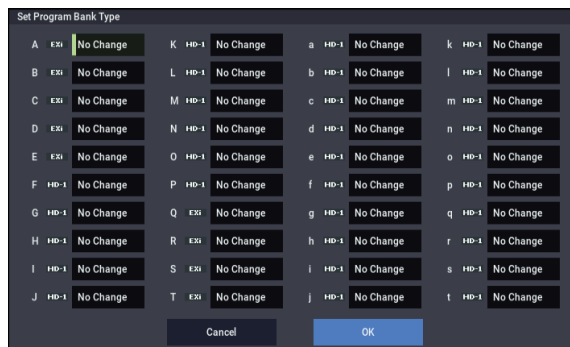 Set Program Bank Type
A EXi No Change K HD-1 No Change a HD-1 No Change k HD-1 No Change
B EXi No Change L HD-1 No Change b HD-1 No Change l HD-1 No Change
C EXi No Change M HD-1 No Change c HD-1 No Change m HD-1 No Change
D EXi No Change N HD-1 No Change d HD-1 No Change n HD-1 No Change
E EXi No Change O HD-1 No Change e HD-1 No Change o HD-1 No Change
F HD-1 No Change P HD-1 No Change f HD-1 No Change p HD-1 No Change
G HD-1 No Change Q EXi No Change g HD-1 No Change q HD-1 No Change
H HD-1 No Change R EXi No Change h HD-1 No Change r HD-1 No Change
I HD-1 No Change S EXi No Change i HD-1 No Change s HD-1 No Change
J HD-1 No Change T EXi No Change j HD-1 No Change t HD-1 No Change
Cancel OK